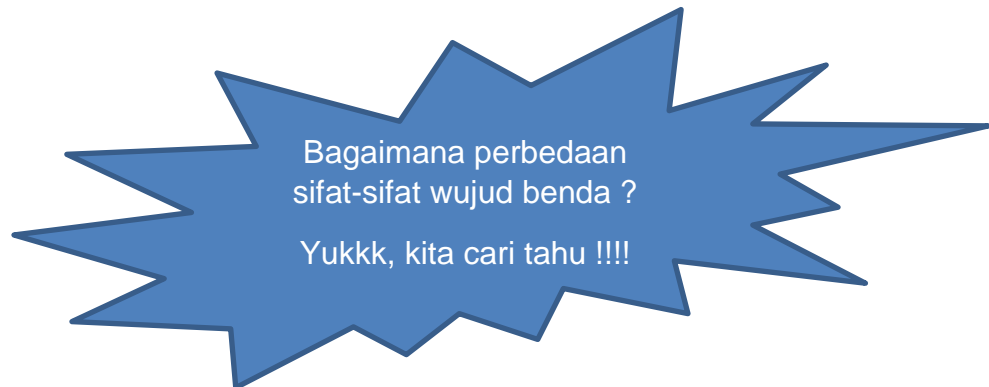 Bagaimana perbedaan
sifat-sifat wujud benda ?
Yukkk, kita cari tahu !!!!